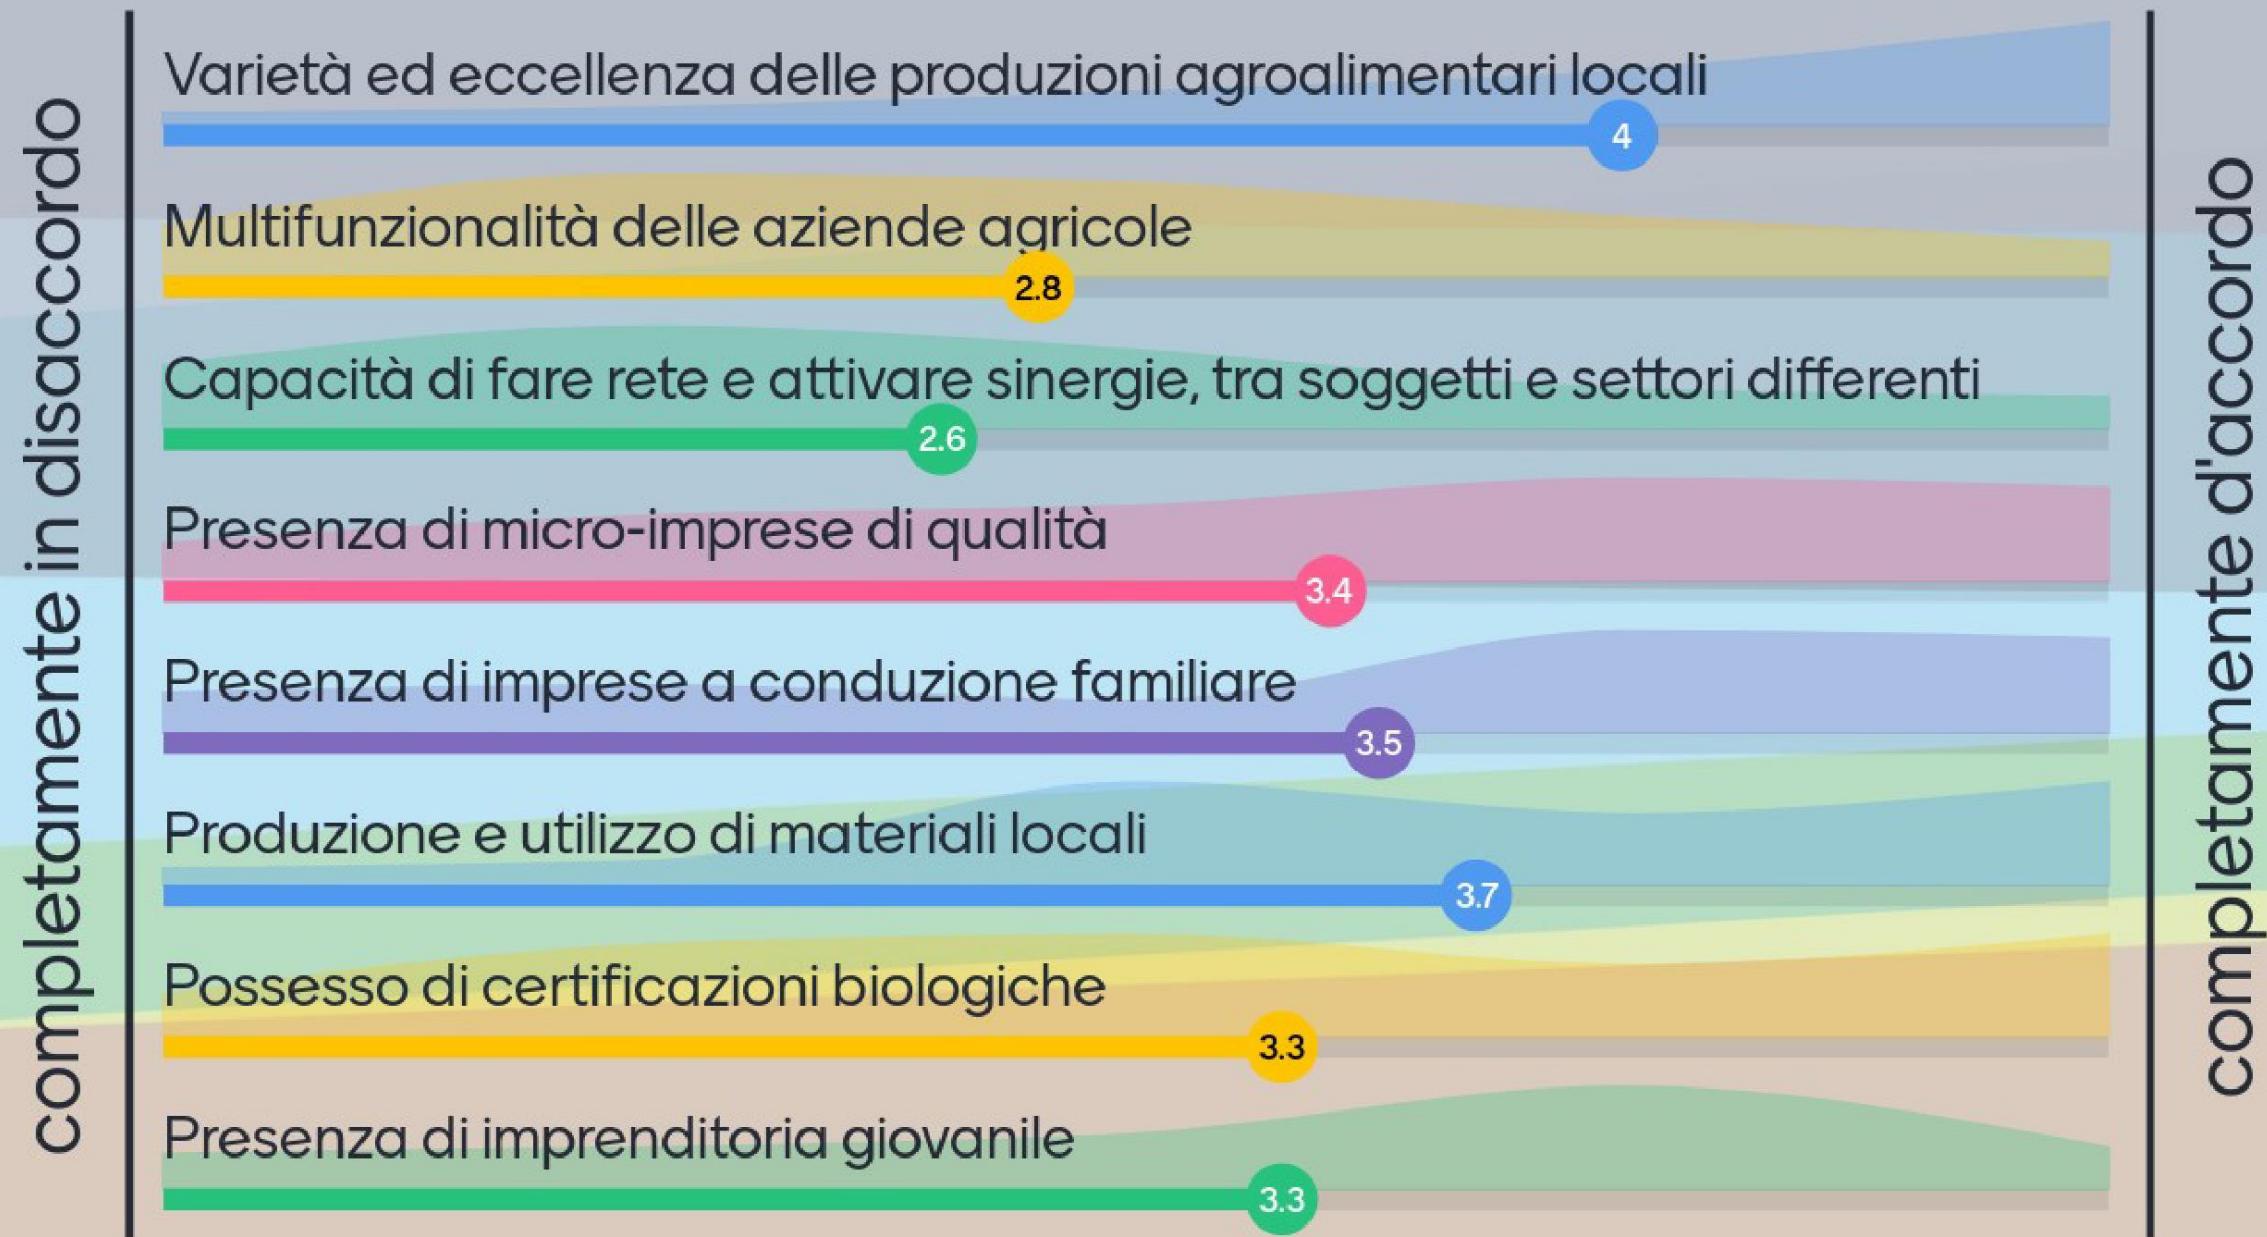 completamente in disaccordo
Varietà ed eccellenza delle produzioni agroalimentari locali
4
Multifunzionalità delle aziende agricole
2.8
Capacità di fare rete e attivare sinergie, tra soggetti e settori differenti
2.6
Presenza di micro-imprese di qualità
3.4
Presenza di imprese a conduzione familiare
3.5
Produzione e utilizzo di materiali locali
3.7
Possesso di certificazioni biologiche
3.3
Presenza di imprenditoria giovanile
3.3
completamente d'accordo